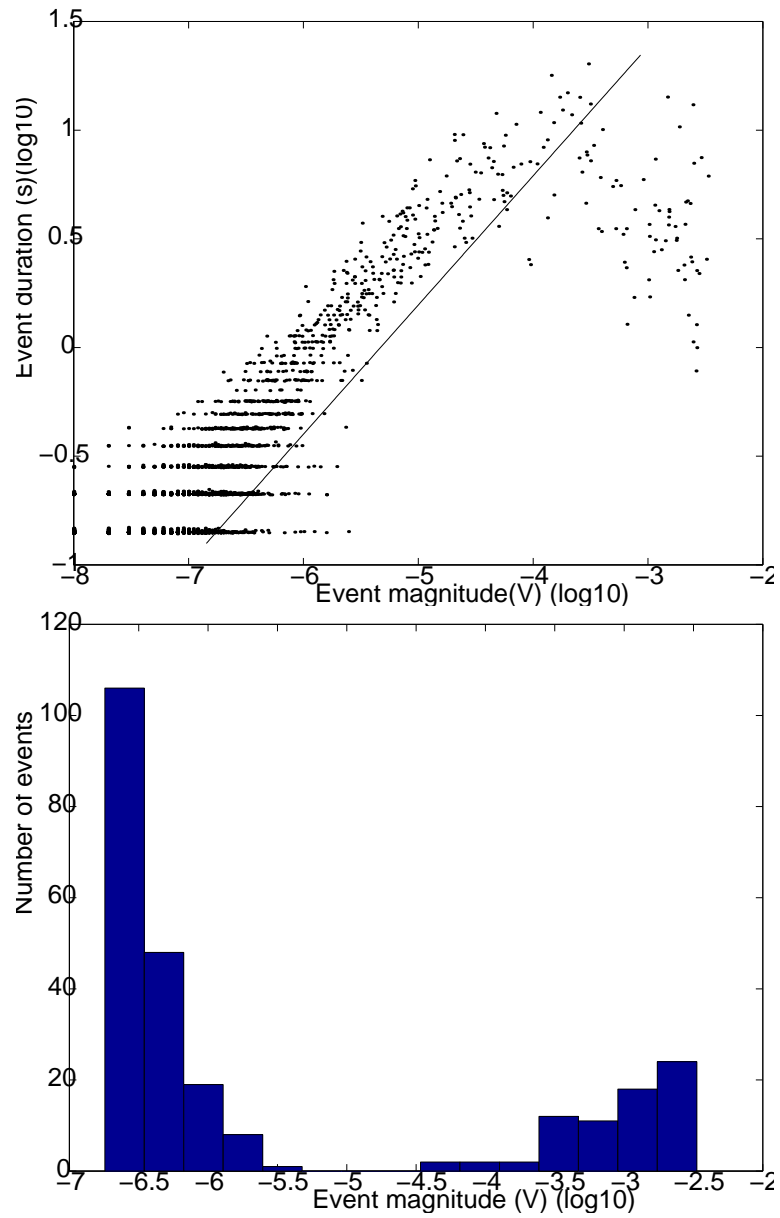 1.5
1
0.5
0
−0.5
−1
Event duration (s)(log10)
−8 −7 −6 −5 −4 −3 −2
Event magnitude(V) (log10)
120
100
80
60
40
20
0
Number of events
−7 −6.5 −6 −5.5 −5 −4.5 −4 −3.5 −3 −2.5 −2
Event magnitude (V) (log10)